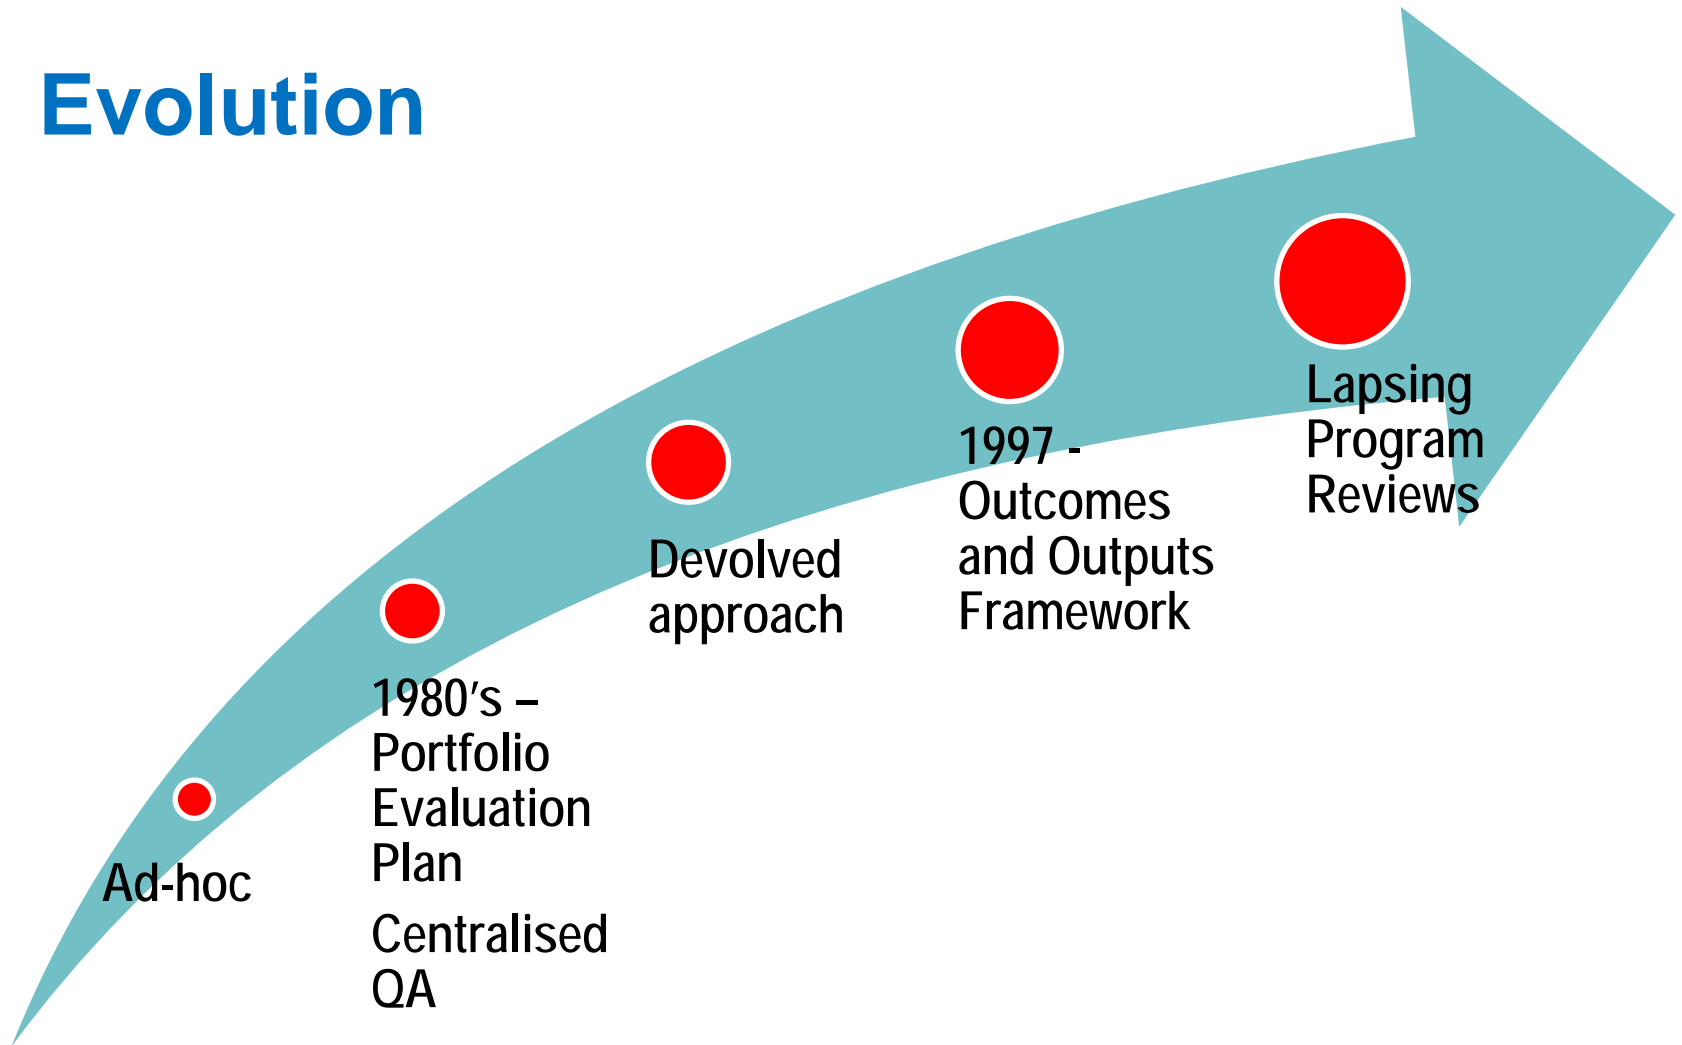 Evolution
Ad-hoc
1980's –
Portfolio
Evaluation
Plan
Centralised
QA
Devolved
approach
1997 -
Outcomes
and Outputs
Framework
Lapsing
Program
Reviews